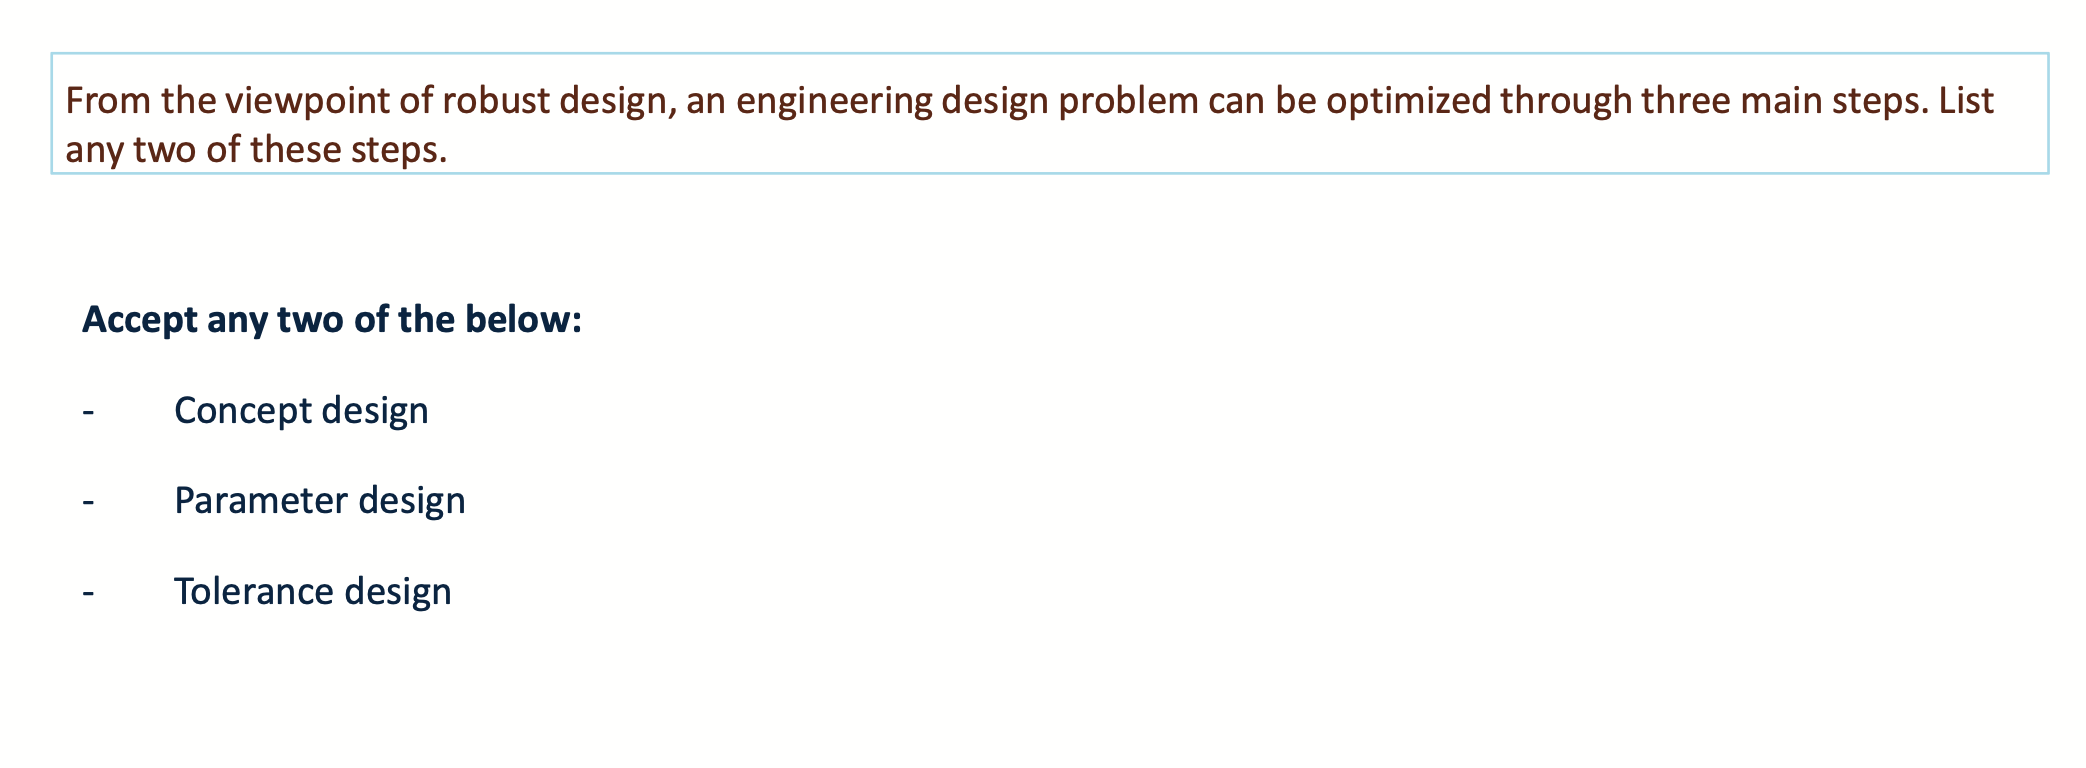 From the viewpoint of robust design, an engineering design problem can be optimized through three main steps. List
any two of these steps.
Accept any two of the below:
- Concept design
- Parameter design
- Tolerance design